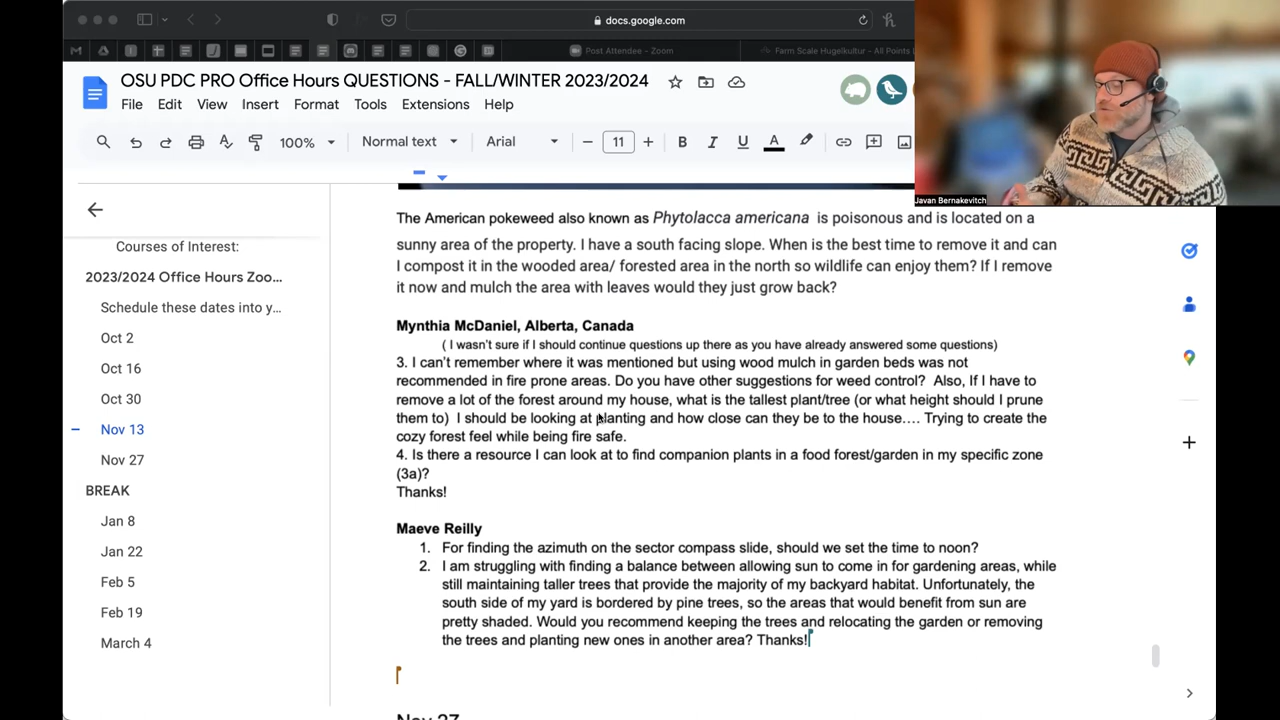 docs.google.com
Post Attendee - Zoom
Farm Scale Hugelkultur - All Points L
OSU PDC PRO Office Hours QUESTIONS - FALL/WINTER 2023/2024
File Edit View Insert Format Tools Extensions Help
100% Normal text Arial 11 B I U A
Javan Bernakevitch
Courses of Interest:
2023/2024 Office Hours Zoo...
Schedule these dates into y...
Oct 2
Oct 16
Oct 30
Nov 13
Nov 27
BREAK
Jan 8
Jan 22
Feb 5
Feb 19
March 4
The American pokeweed also known as Phytolacca americana is poisonous and is located on a
sunny area of the property. I have a south facing slope. When is the best time to remove it and can
I compost it in the wooded area/ forested area in the north so wildlife can enjoy them? If I remove
it now and mulch the area with leaves would they just grow back?
Mynthia McDaniel, Alberta, Canada
( I wasn't sure if I should continue questions up there as you have already answered some questions)
3. I can't remember where it was mentioned but using wood mulch in garden beds was not
recommended in fire prone areas. Do you have other suggestions for weed control? Also, If I have to
remove a lot of the forest around my house, what is the tallest plant/tree (or what height should I prune
them to) I should be looking at planting and how close can they be to the house.... Trying to create the
cozy forest feel while being fire safe.
4. Is there a resource I can look at to find companion plants in a food forest/garden in my specific zone
(3a)?
Thanks!
Maeve Reilly
1. For finding the azimuth on the sector compass slide, should we set the time to noon?
2. I am struggling with finding a balance between allowing sun to come in for gardening areas, while
still maintaining taller trees that provide the majority of my backyard habitat. Unfortunately, the
south side of my yard is bordered by pine trees, so the areas that would benefit from sun are
pretty shaded. Would you recommend keeping the trees and relocating the garden or removing
the trees and planting new ones in another area? Thanks!
Nov 27